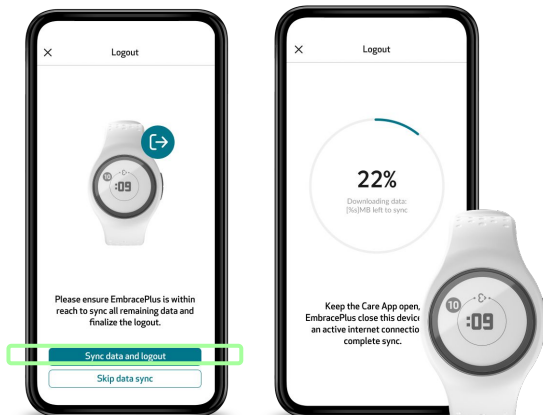 Logout
10
:09
Please ensure EmbracePlus is within
reach to sync all remaining data and
finalize the logout.
Sync data and logout
Skip data sync
Logout
22%
Downloading data:
[%s]MB left to sync
Keep the Care App open,
EmbracePlus close this device
an active internet connectio
complete sync.
10
:09